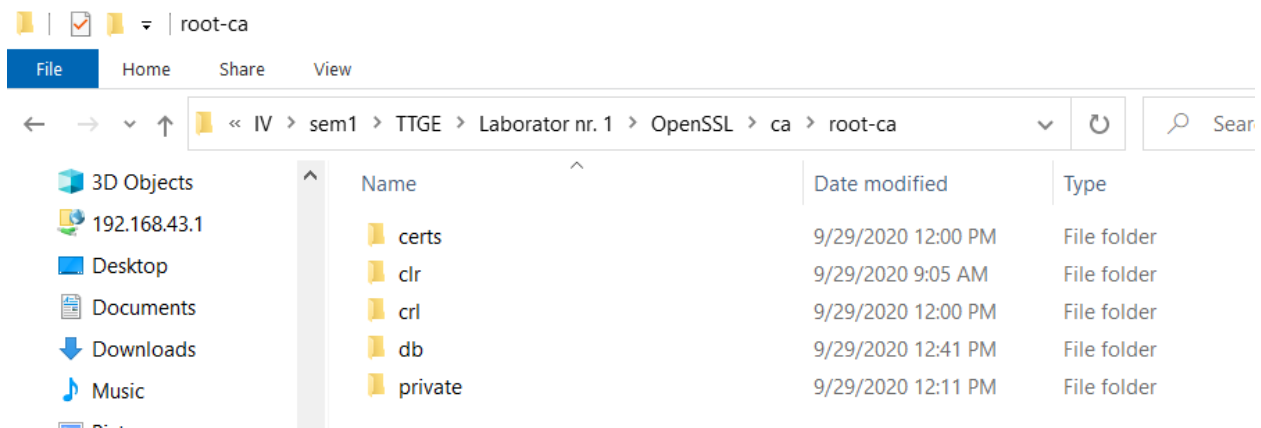 root-ca
File Home Share View
« IV > sem1 > TTGE > Laborator nr. 1 > OpenSSL > ca > root-ca Sear
3D Objects
192.168.43.1
Desktop
Documents
Downloads
Music
Name Date modified Type
certs 9/29/2020 12:00 PM File folder
clr 9/29/2020 9:05 AM File folder
crl 9/29/2020 12:00 PM File folder
db 9/29/2020 12:41 PM File folder
private 9/29/2020 12:11 PM File folder